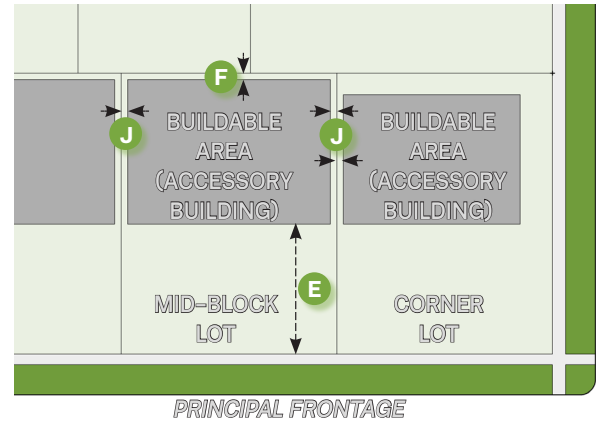 F
J
J
BUILDABLE
AREA
(ACCESSORY
BUILDING)
BUILDABLE
AREA
(ACCESSORY
BUILDING)
E
MID–BLOCK
LOT
CORNER
LOT
PRINCIPAL FRONTAGE